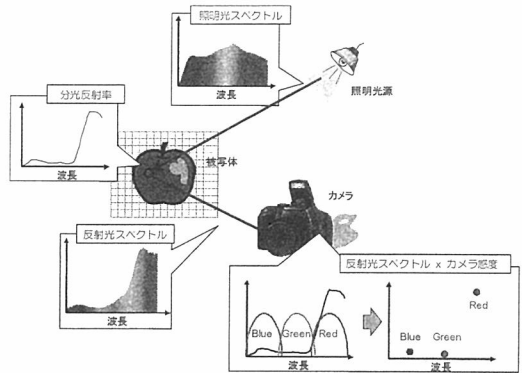 照明光スペクトル
波長
照明光源
分光反射率
波長
被写体
カメラ
反射光スペクトル
波長
反射光スペクトル x カメラ感度
Blue Green Red
波長
Red
Blue Green
波長